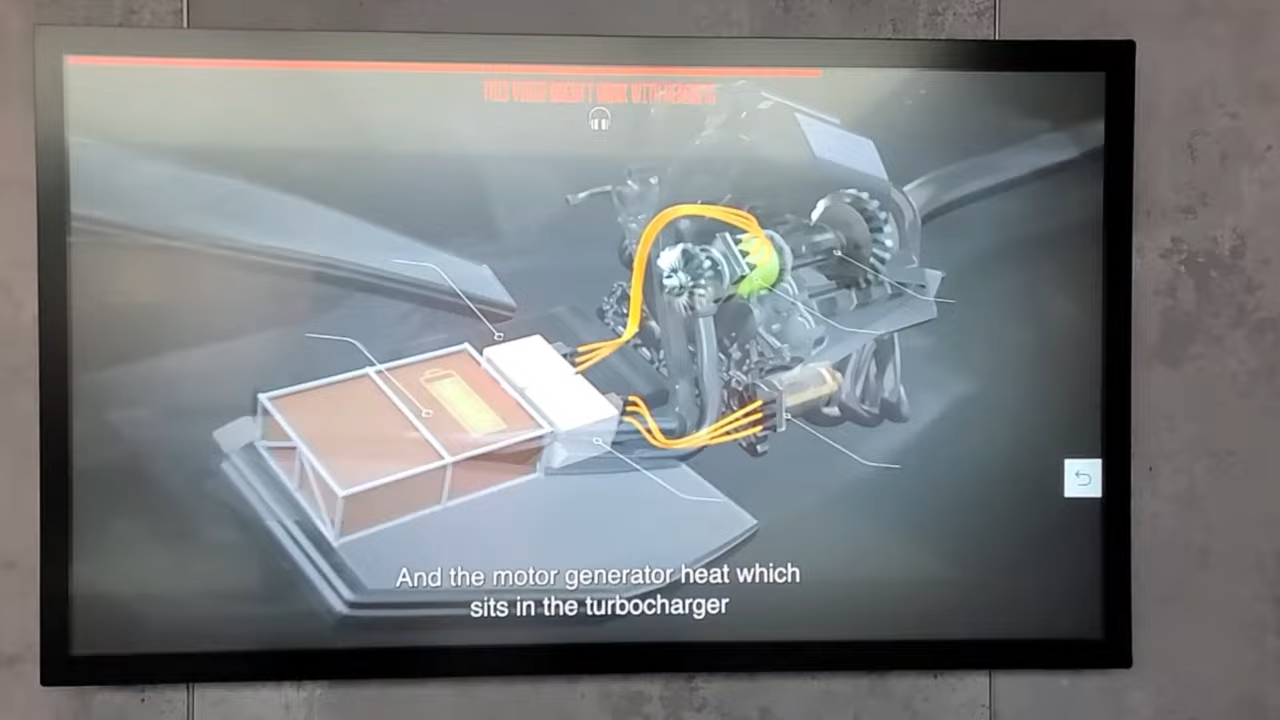 And the motor generator heat which
sits in the turbocharger